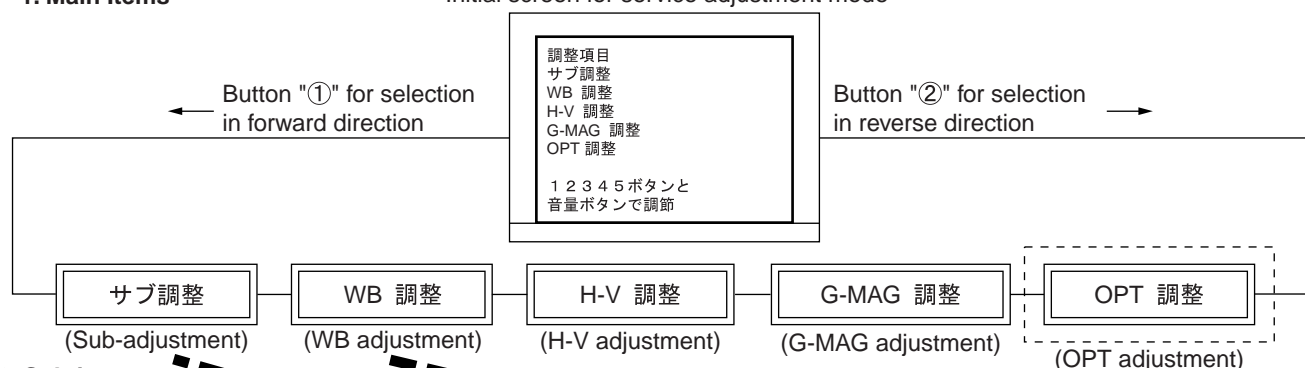 1. Main Items
Initial screen for service adjustment mode
調整項目
サブ調整
WB 調整
H-V 調整
G-MAG 調整
OPT 調整
１２３４５ボタンと
音量ボタンで調節
Button "①" for selection
in forward direction
Button "②" for selection
in reverse direction
サブ調整
WB 調整
H-V 調整
G-MAG 調整
OPT 調整
(Sub-adjustment)
(WB adjustment)
(H-V adjustment)
(G-MAG adjustment)
(OPT adjustment)